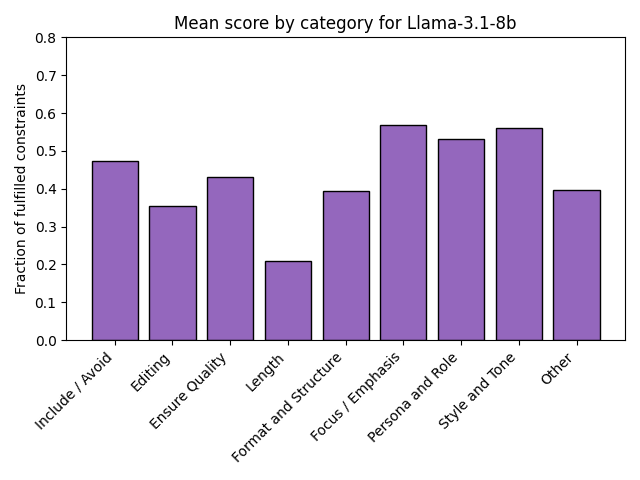 Mean score by category for Llama-3.1-8b
Fraction of fulfilled constraints
0.8
0.7
0.6
0.5
0.4
0.3
0.2
0.1
0.0
Include / Avoid
Editing
Ensure Quality
Length
Format and Structure
Focus / Emphasis
Persona and Role
Style and Tone
Other